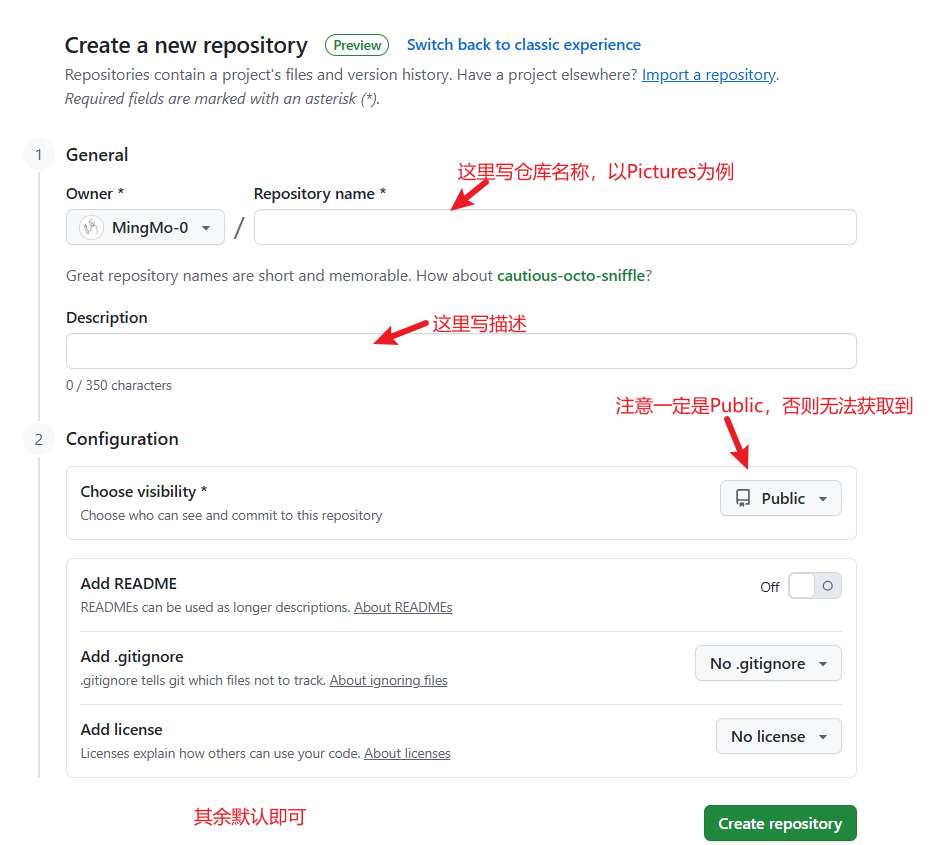 Create a new repository Preview Switch back to classic experience
Repositories contain a project's files and version history. Have a project elsewhere? Import a repository.
Required fields are marked with an asterisk (*).
1 General
这里写仓库名称，以Pictures为例
Owner * Repository name *
MingMo-0 /
Great repository names are short and memorable. How about cautious-octo-sniffle?
Description
这里写描述
0 / 350 characters
注意一定是Public，否则无法获取到
2 Configuration
Choose visibility *
Choose who can see and commit to this repository
Public
Add README
READMEs can be used as longer descriptions. About READMEs
Off
Add .gitignore
.gitignore tells git which files not to track. About ignoring files
No .gitignore
Add license
Licenses explain how others can use your code. About licenses
No license
其余默认即可
Create repository